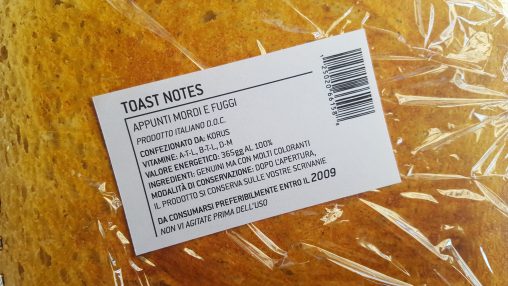 TOAST NOTES
APPUNTI MORDI E FUGGI
PRODOTTO ITALIANO D.O.C.
CONFEZIONATO DA: KORUS
VITAMINE: A-T-L, B-T-L, D-M
VALORE ENERGETICO: 365gg AL 100%
INGREDIENTI: GENUINI MA CON MOLTI COLORANTI
MODALITÀ DI CONSERVAZIONE: DOPO L'APERTURA,
IL PRODOTTO SI CONSERVA SULLE VOSTRE SCRIVANIE
DA CONSUMARSI PREFERIBILMENTE ENTRO IL 2009
NON VI AGITATE PRIMA DELL'USO